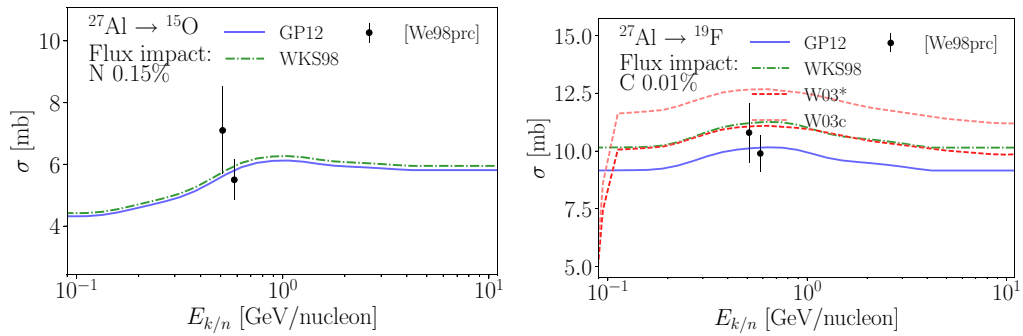 ²⁷Al → ¹⁵O
Flux impact:
N 0.15%
GP12
WKS98
[We98prc]
10
8
6
4
σ [mb]
10⁻¹
10⁰
10¹
E_{k/n} [GeV/nucleon]
²⁷Al → ¹⁹F
Flux impact:
C 0.01%
GP12
WKS98
W03*
W03c
[We98prc]
15.0
12.5
10.0
7.5
5.0
σ [mb]
10⁻¹
10⁰
10¹
E_{k/n} [GeV/nucleon]